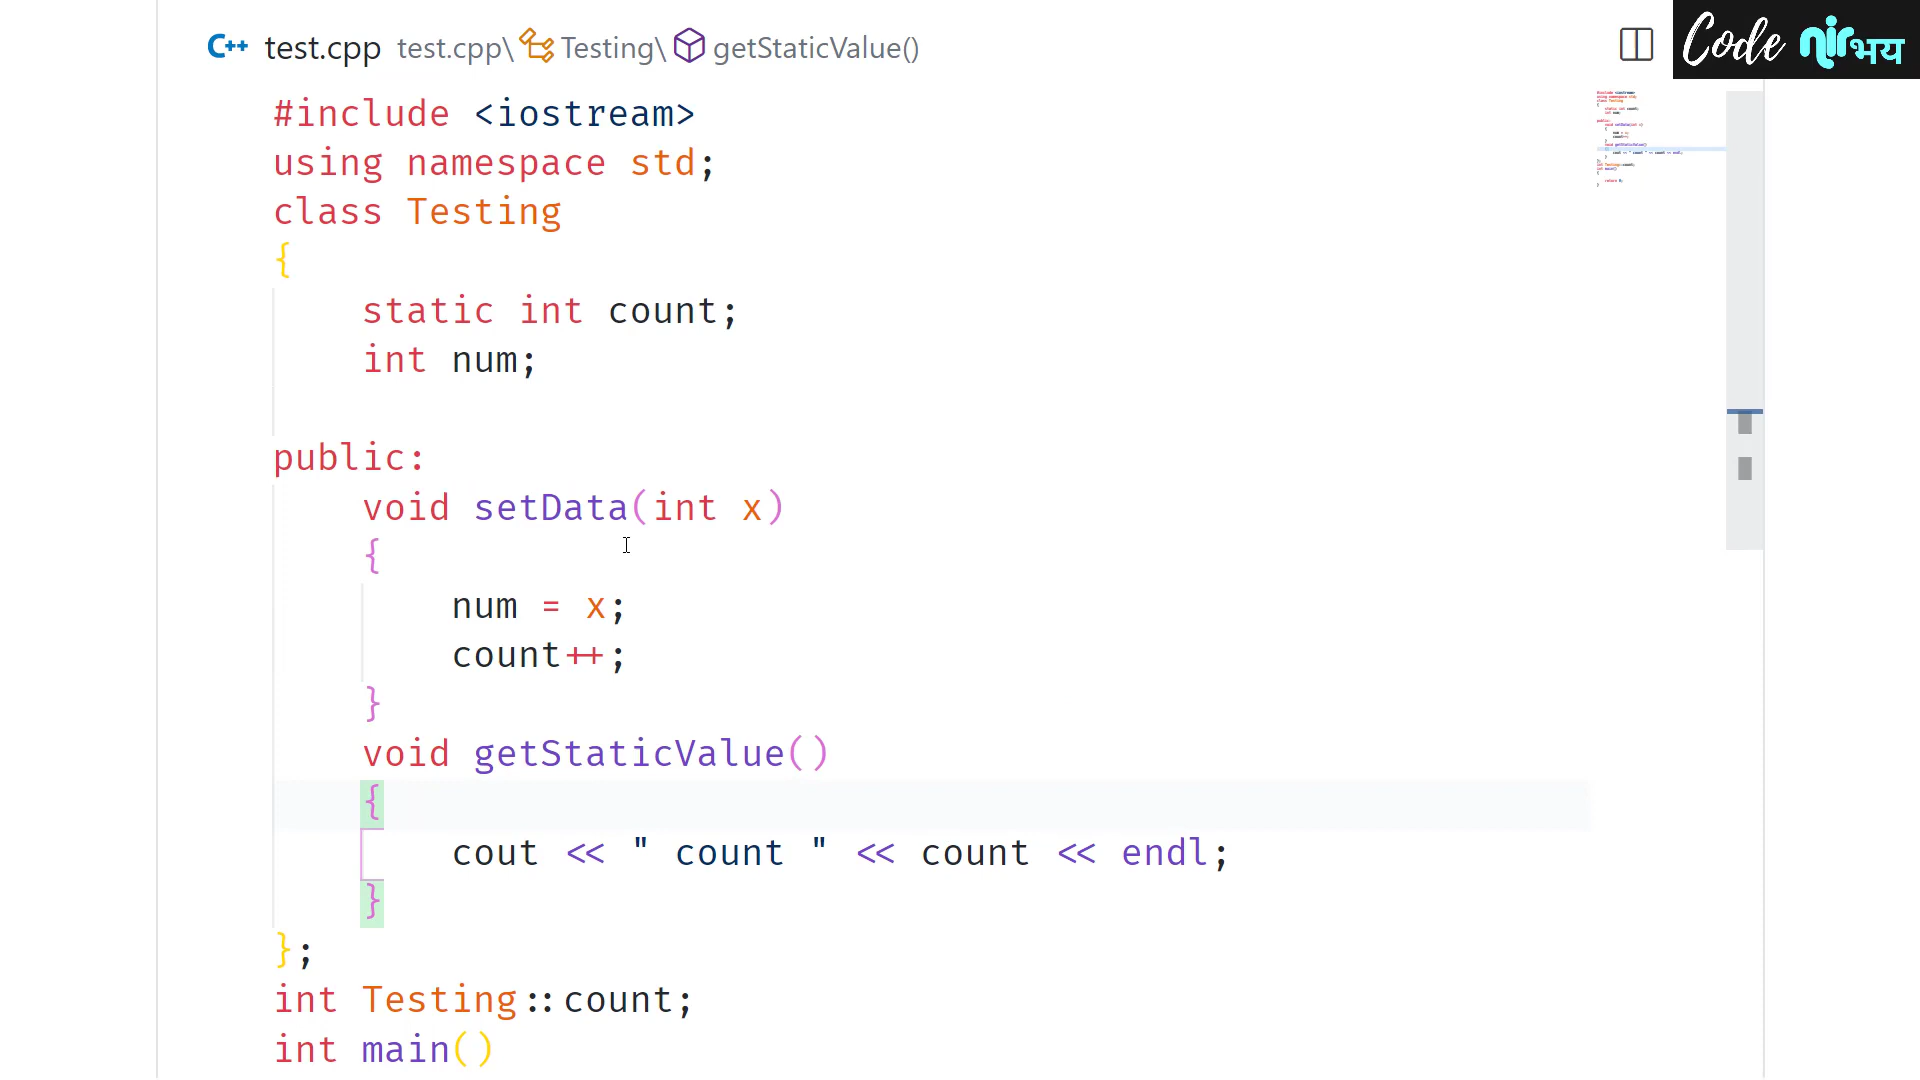 C++ test.cpp test.cpp\ Testing\ getStaticValue()
Code Nirभय
#include <iostream>
using namespace std;
class Testing
{
static int count;
int num;
public:
void setData(int x)
{
num = x;
count++;
}
void getStaticValue()
{
cout << " count " << count << endl;
}
};
int Testing::count;
int main()